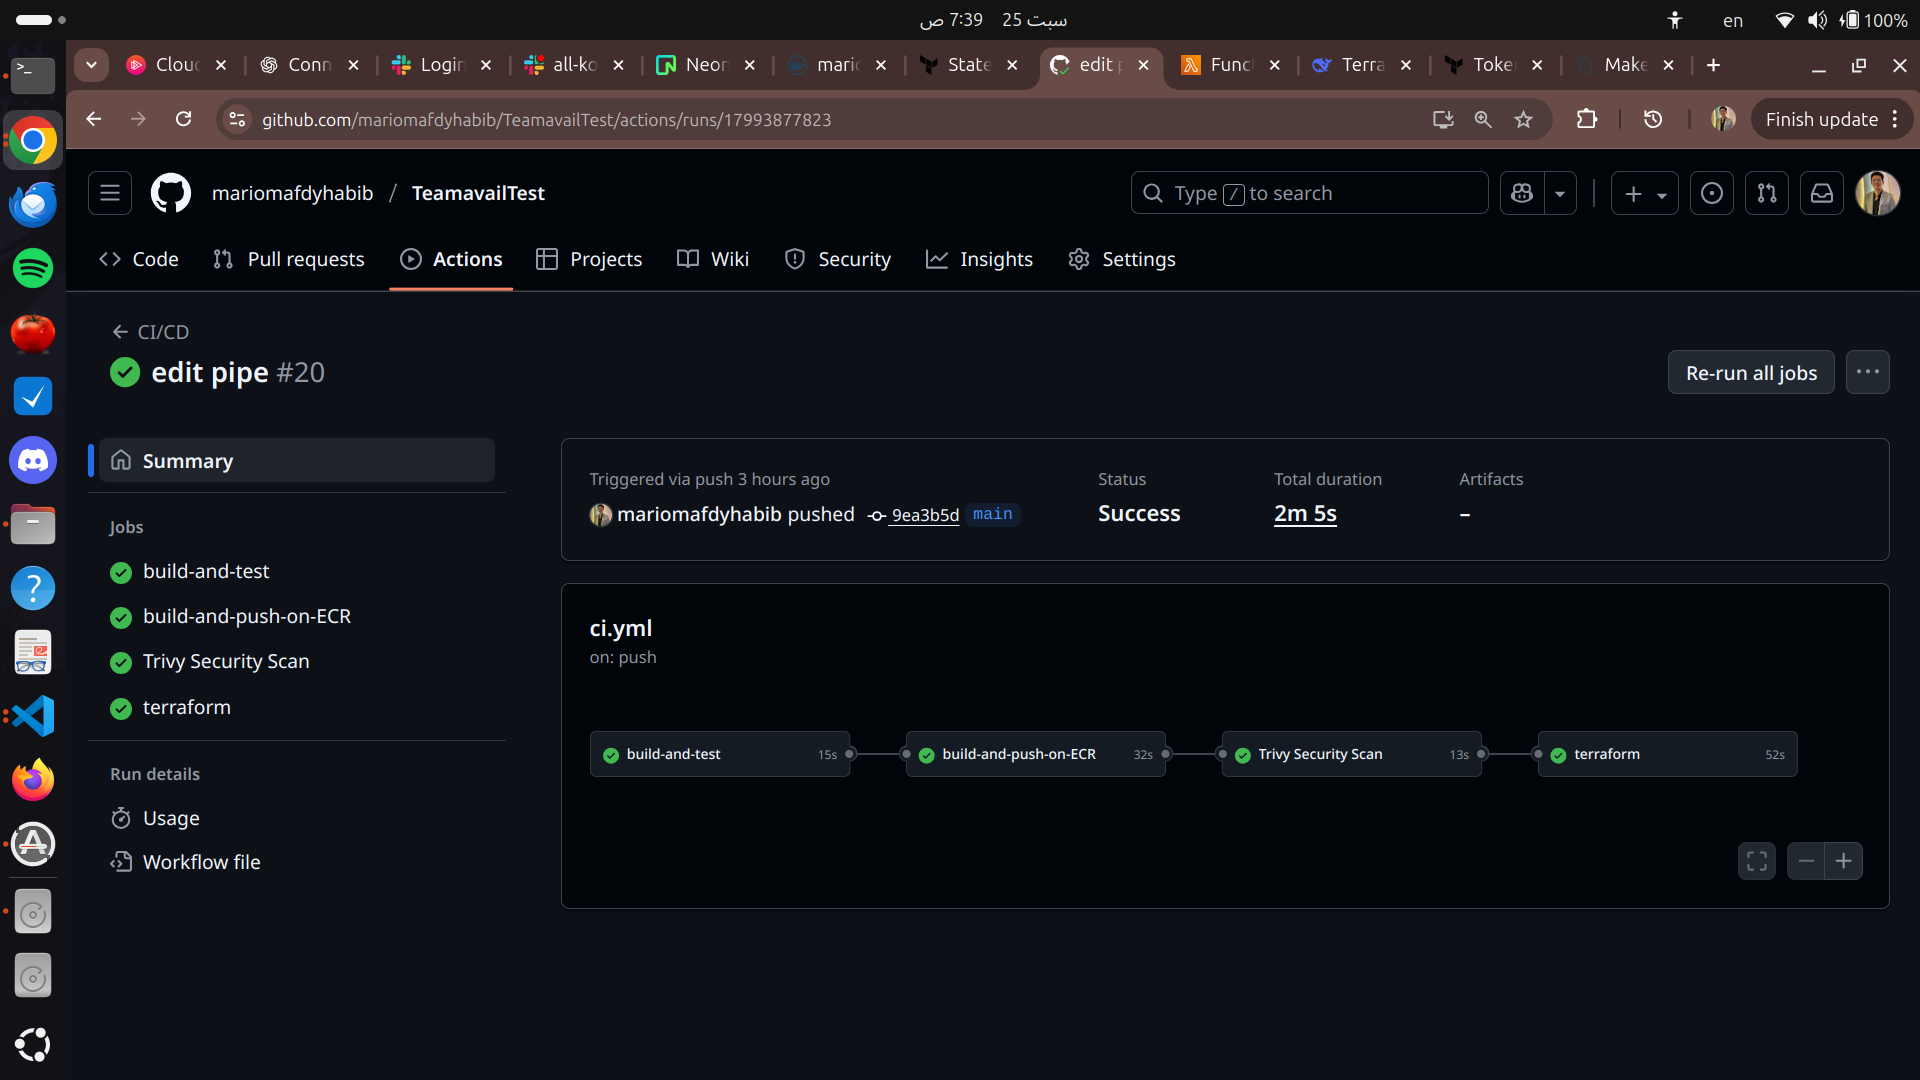 سبت 25 7:39 ص
en
100%
Clouc
Conn
Login
all-ko
Neon
mario
State
edit p
Func
Terra
Toke
Make
github.com/mariomafdyhabib/TeamavailTest/actions/runs/17993877823
Finish update
mariomafdyhabib / TeamavailTest
Type / to search
Code
Pull requests
Actions
Projects
Wiki
Security
Insights
Settings
CI/CD
edit pipe #20
Re-run all jobs
Summary
Jobs
build-and-test
build-and-push-on-ECR
Trivy Security Scan
terraform
Run details
Usage
Workflow file
Triggered via push 3 hours ago
mariomafdyhabib pushed 9ea3b5d main
Status
Success
Total duration
2m 5s
Artifacts
–
ci.yml
on: push
build-and-test 15s
build-and-push-on-ECR 32s
Trivy Security Scan 13s
terraform 52s